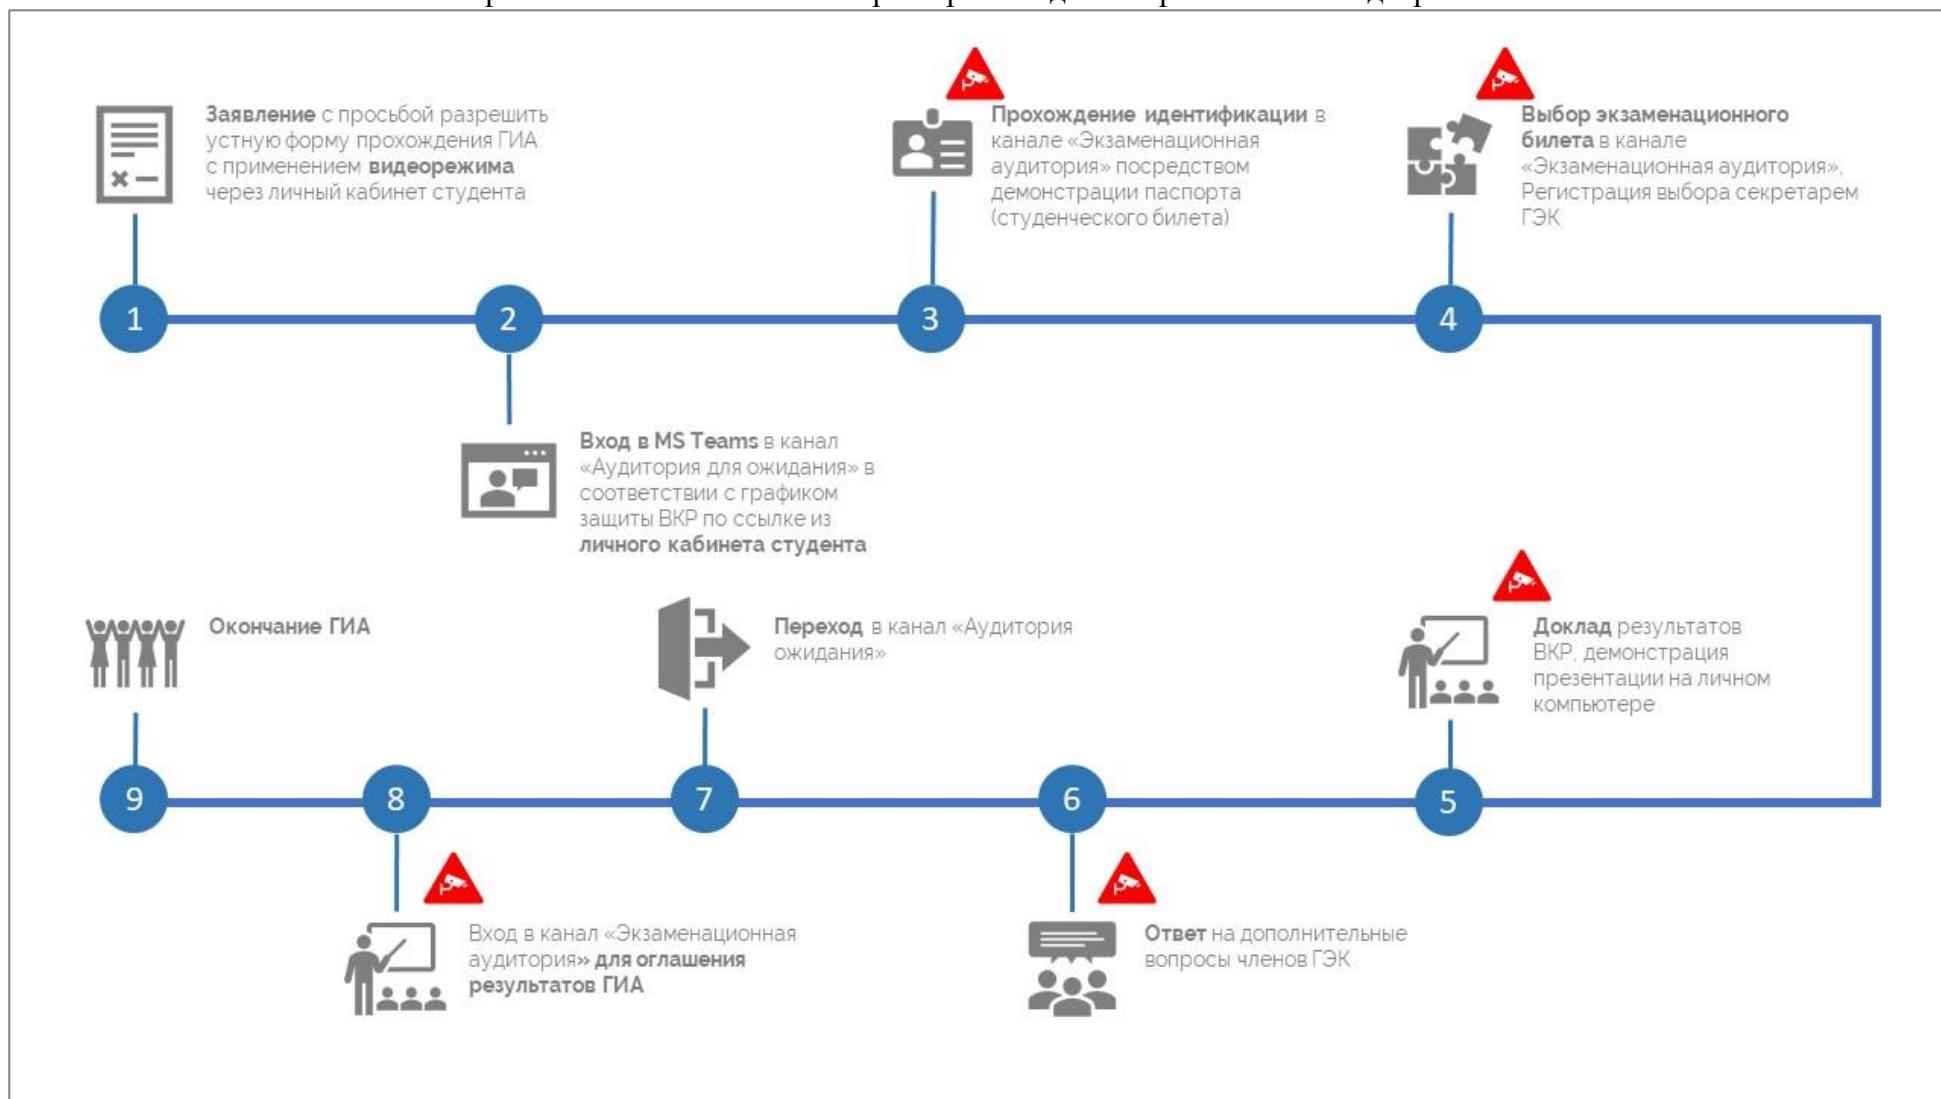 Заявление с просьбой разрешить
устную форму прохождения ГИА
с применением видеорежима
через личный кабинет студента
Прохождение идентификации в
канале «Экзаменационная
аудитория» посредством
демонстрации паспорта
(студенческого билета)
Выбор экзаменационного
билета в канале
«Экзаменационная аудитория».
Регистрация выбора секретарем
ГЭК
1
2
3
4
Вход в MS Teams в канал
«Аудитория для ожидания» в
соответствии с графиком
защиты ВКР по ссылке из
личного кабинета студента
Окончание ГИА
Переход в канал «Аудитория
ожидания»
Доклад результатов
ВКР, демонстрация
презентации на личном
компьютере
9
8
7
6
5
Вход в канал «Экзаменационная
аудитория» для оглашения
результатов ГИА
Ответ на дополнительные
вопросы членов ГЭК